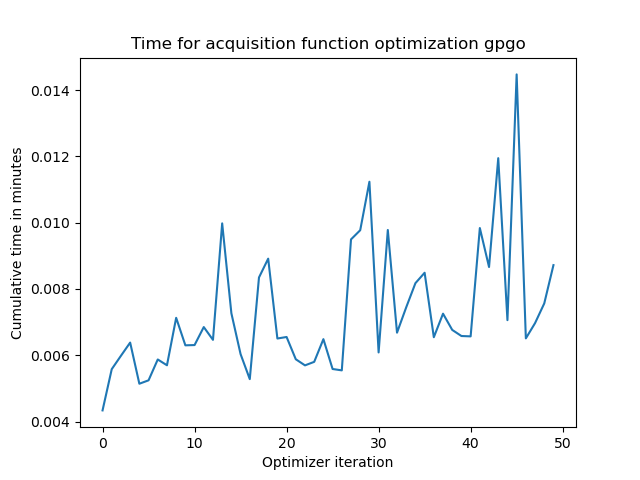 Time for acquisition function optimization gpgo
Cumulative time in minutes
0.014
0.012
0.010
0.008
0.006
0.004
0 10 20 30 40 50
Optimizer iteration